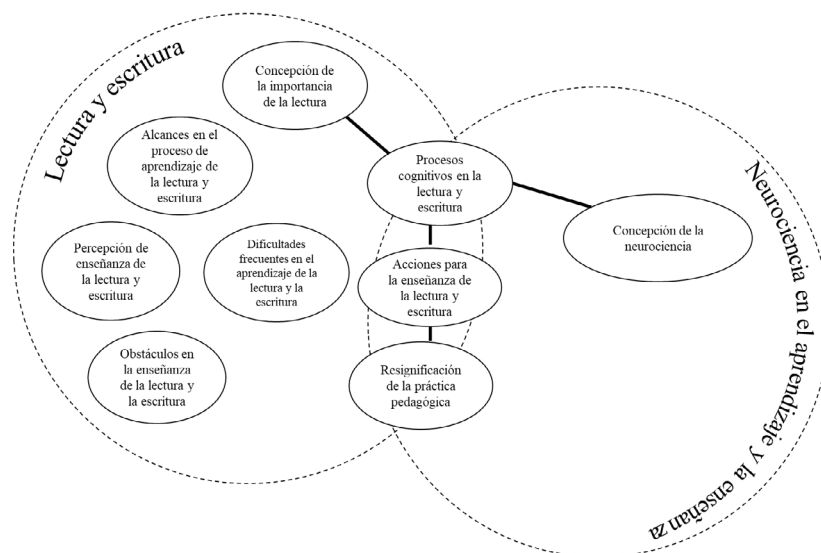 Lectura y escritura
Concepción de
la importancia
de la lectura
Alcances en el
proceso de
aprendizaje de
la lectura y
escritura
Percepción de
enseñanza de
la lectura y
escritura
Dificultades
frecuentes en el
aprendizaje de la
lectura y la
escritura
Obstáculos en
la enseñanza
de la lectura y
la escritura
Procesos
cognitivos en la
lectura y
escritura
Acciones para
la enseñanza de
la lectura y
escritura
Resignificación
de la práctica
pedagógica
Concepción de la
neurociencia
Neurociencia en el aprendizaje y la enseñanza